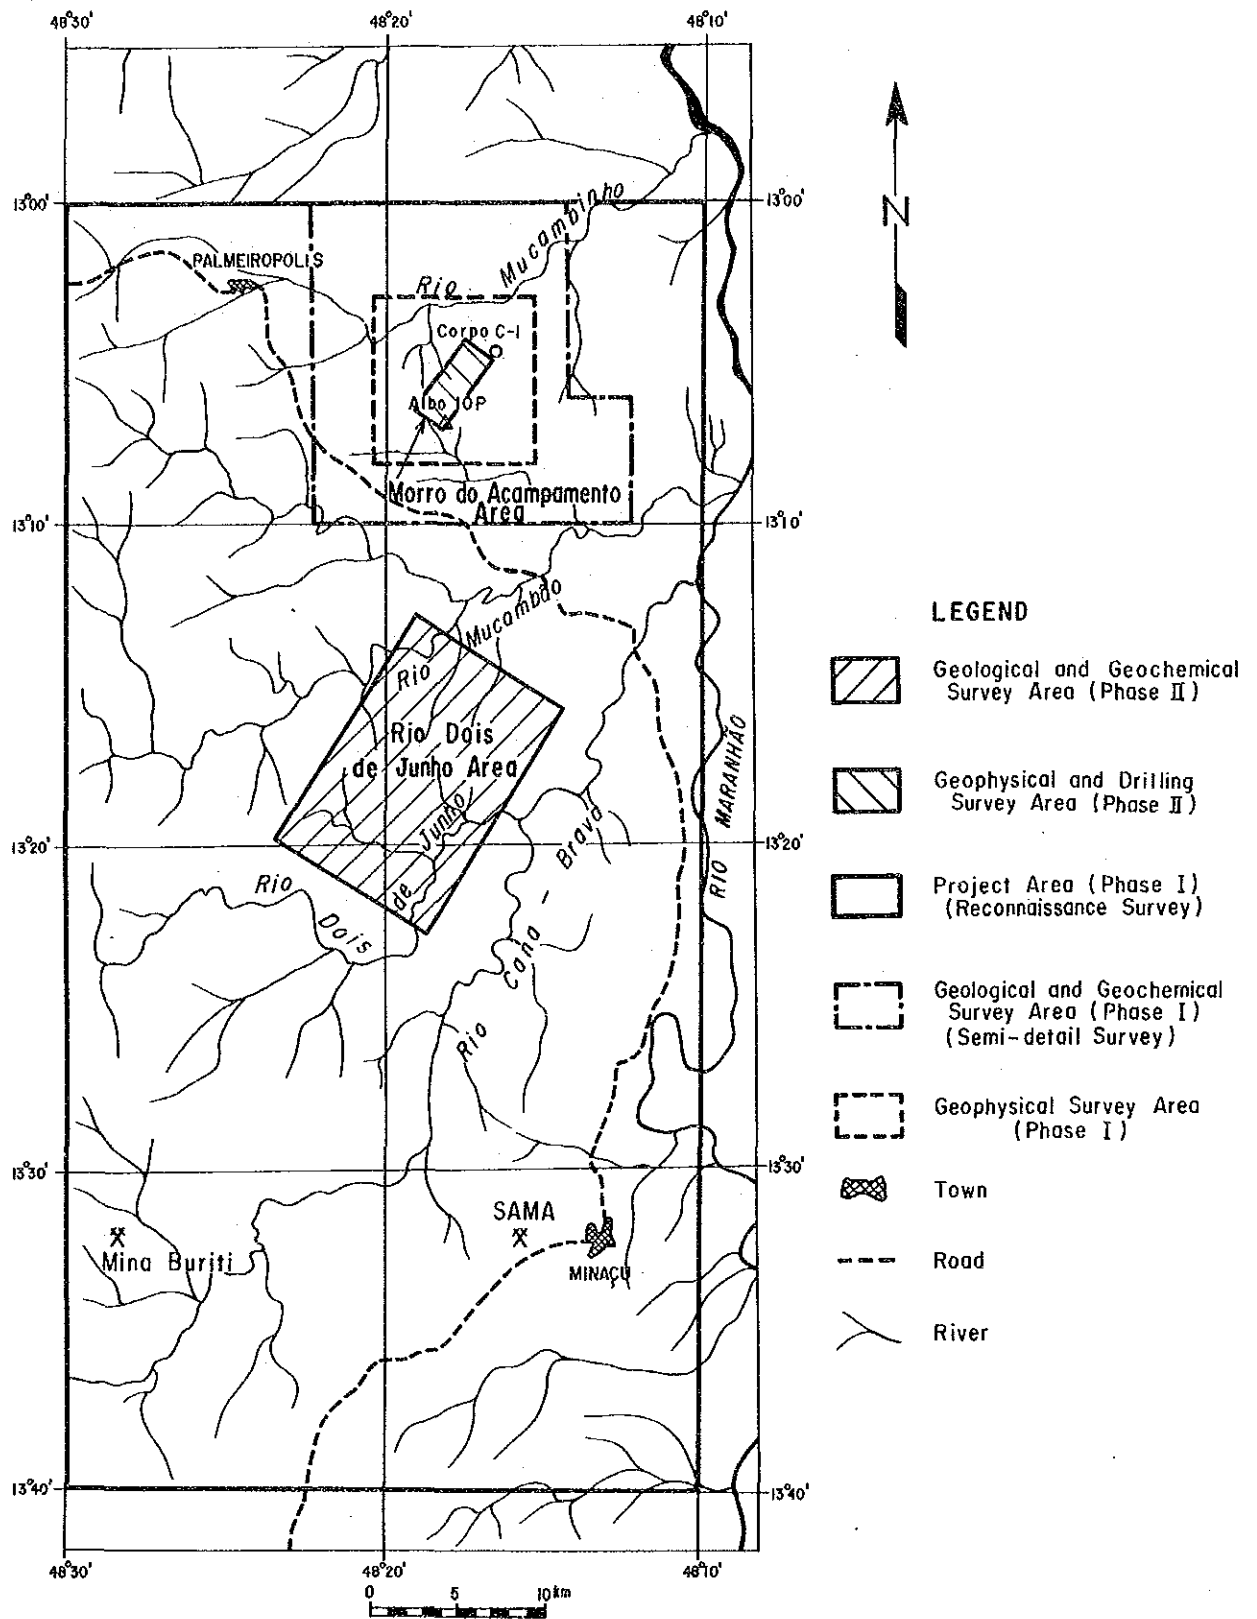 48°30'
48°20'
48°10'
13°00'
13°00'
N
Rio Mucambinho
PALMEIROPOLIS
Corpo C-1
Albo 10P
Morro do Acampamento
Area
13°10'
13°10'
Rio Mucambão
Rio Dois
de Junho Area
RIO MARANHÃO
13°20'
13°20'
Rio Dois de Junho
Rio Cana-Brava
13°30'
13°30'
SAMA
Mina Buriti
MINAÇU
13°40'
13°40'
48°30'
48°20'
48°10'
0 5 10km
LEGEND
Geological and Geochemical
Survey Area (Phase II)
Geophysical and Drilling
Survey Area (Phase II)
Project Area (Phase I)
(Reconnaissance Survey)
Geological and Geochemical
Survey Area (Phase I)
(Semi-detail Survey)
Geophysical Survey Area
(Phase I)
Town
Road
River